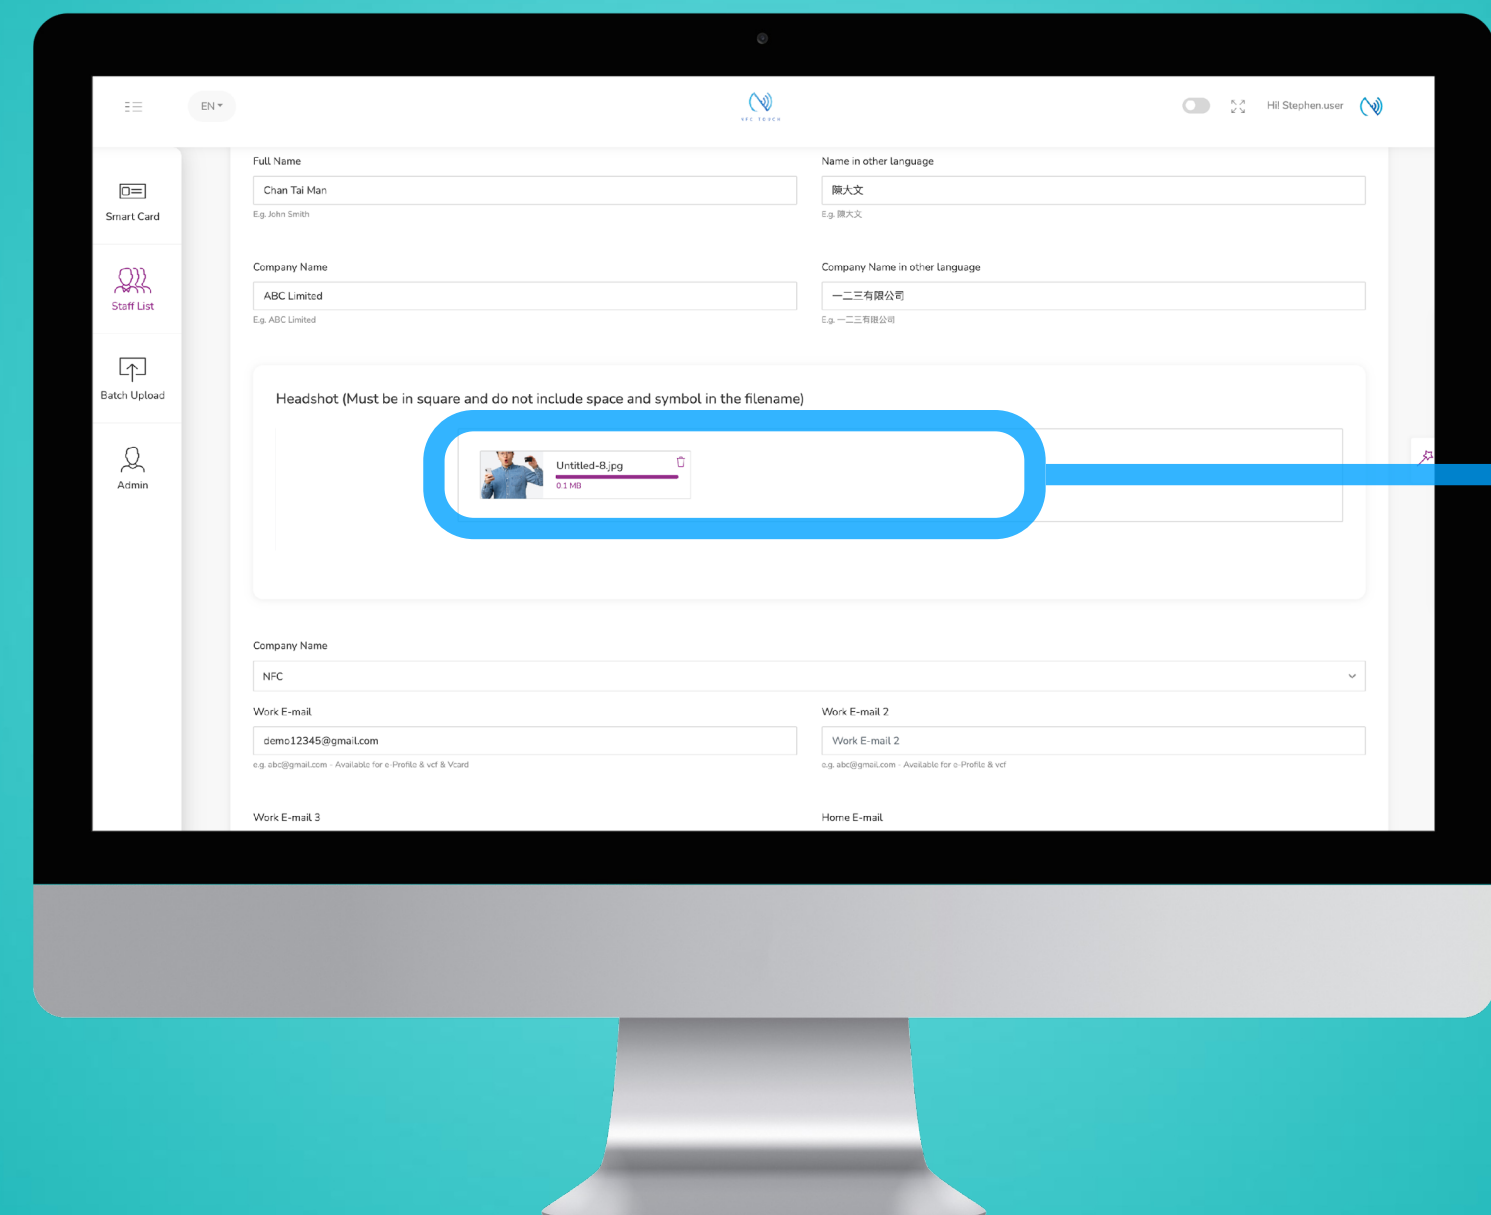 EN
NFC TOUCH
Hi! Stephen.user
Smart Card
Staff List
Batch Upload
Admin
Full Name
Name in other language
Chan Tai Man
陳大文
E.g. John Smith
E.g. 陳大文
Company Name
Company Name in other language
ABC Limited
一二三有限公司
E.g. ABC Limited
E.g. 一二三有限公司
Headshot (Must be in square and do not include space and symbol in the filename)
Untitled-8.jpg
0.1 MB
Company Name
NFC
Work E-mail
Work E-mail 2
demo12345@gmail.com
Work E-mail 2
e.g. abc@gmail.com - Available for e-Profile & vcf & Vcard
e.g. abc@gmail.com - Available for e-Profile & vcf
Work E-mail 3
Home E-mail